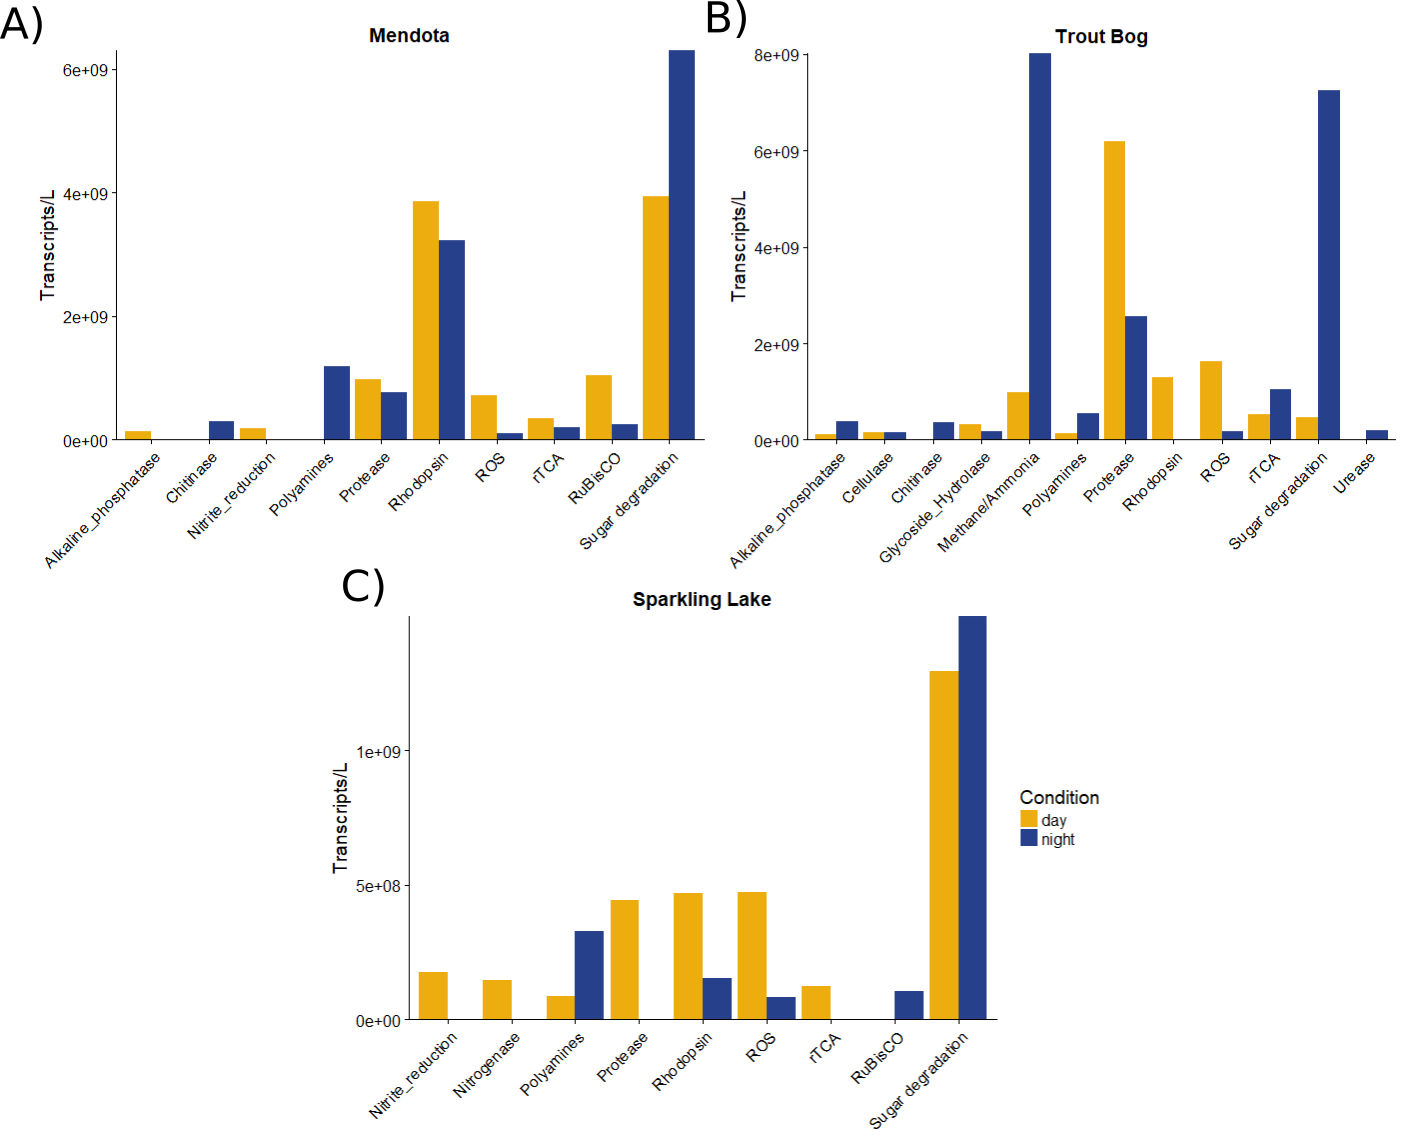 A)
Mendota
Transcripts/L
6e+09
4e+09
2e+09
0e+00
Alkaline_phosphatase
Chitinase
Nitrite_reduction
Polyamines
Protease
Rhodopsin
ROS
rTCA
RuBisCO
Sugar degradation
B)
Trout Bog
Transcripts/L
8e+09
6e+09
4e+09
2e+09
0e+00
Alkaline_phosphatase
Cellulase
Chitinase
Glycoside_Hydrolase
Methane/Ammonia
Polyamines
Protease
Rhodopsin
ROS
rTCA
Sugar degradation
Urease
C)
Sparkling Lake
Transcripts/L
1e+09
5e+08
0e+00
Nitrite_reduction
Nitrogenase
Polyamines
Protease
Rhodopsin
ROS
rTCA
RuBisCO
Sugar degradation
Condition
day
night